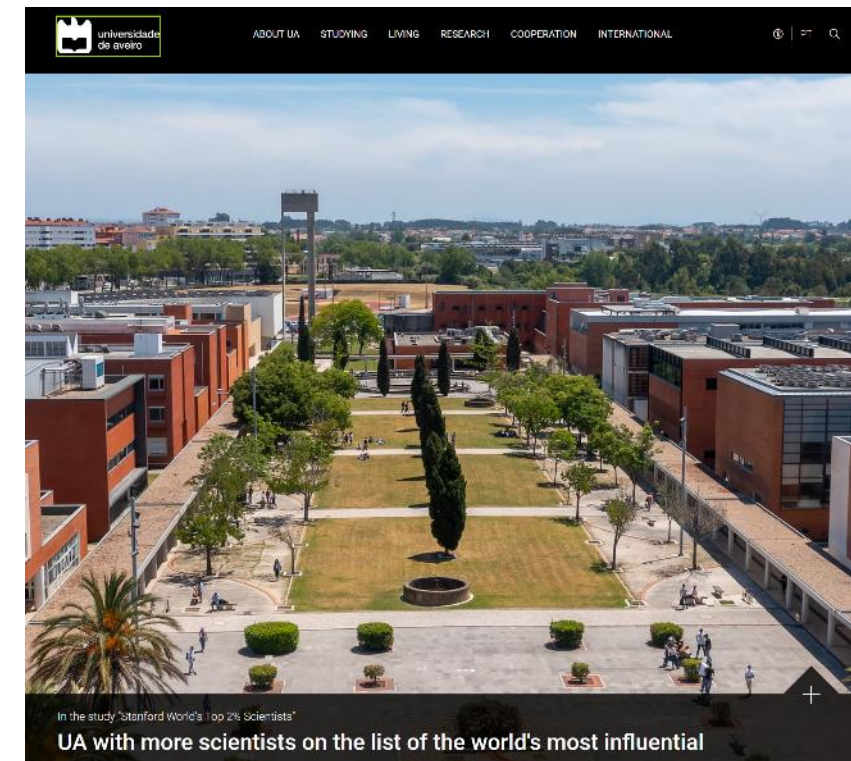 universidade
de aveiro
ABOUT UA STUDYING LIVING RESEARCH COOPERATION INTERNATIONAL PT
In the study "Stanford World's Top 2% Scientists"
UA with more scientists on the list of the world's most influential